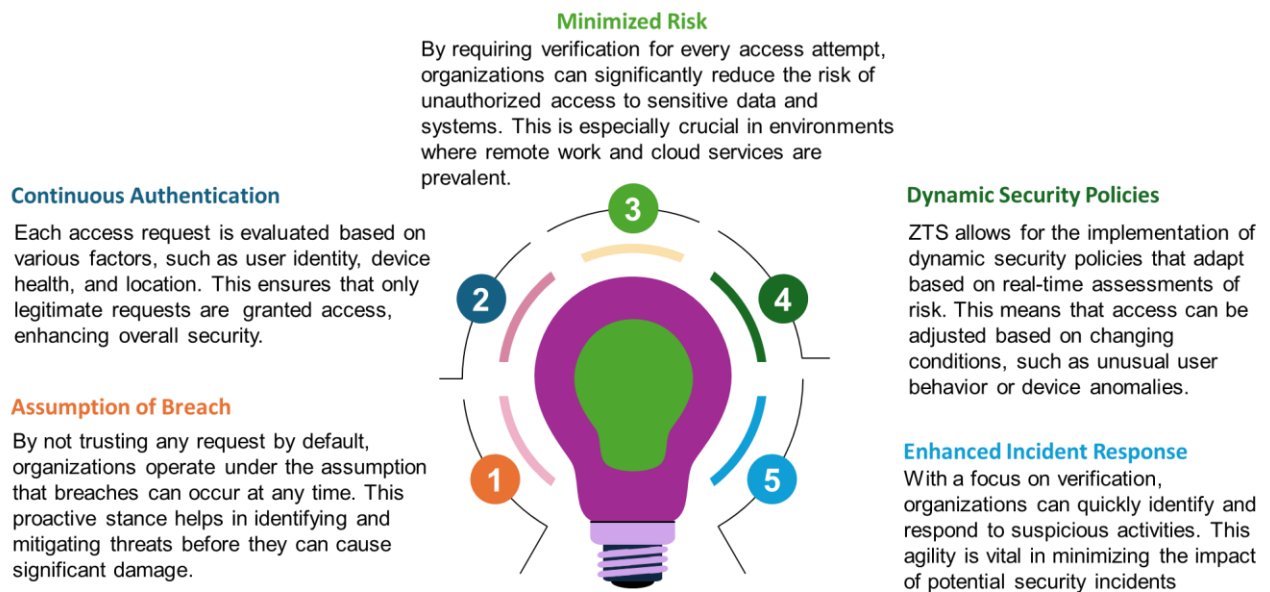 Minimized Risk
By requiring verification for every access attempt,
organizations can significantly reduce the risk of
unauthorized access to sensitive data and
systems. This is especially crucial in environments
where remote work and cloud services are
prevalent.
3
Continuous Authentication
Each access request is evaluated based on
various factors, such as user identity, device
health, and location. This ensures that only
legitimate requests are granted access,
enhancing overall security.
2
Assumption of Breach
By not trusting any request by default,
organizations operate under the assumption
that breaches can occur at any time. This
proactive stance helps in identifying and
mitigating threats before they can cause
significant damage.
1
Dynamic Security Policies
ZTS allows for the implementation of
dynamic security policies that adapt
based on real-time assessments of
risk. This means that access can be
adjusted based on changing
conditions, such as unusual user
behavior or device anomalies.
4
Enhanced Incident Response
With a focus on verification,
organizations can quickly identify and
respond to suspicious activities. This
agility is vital in minimizing the impact
of potential security incidents
5